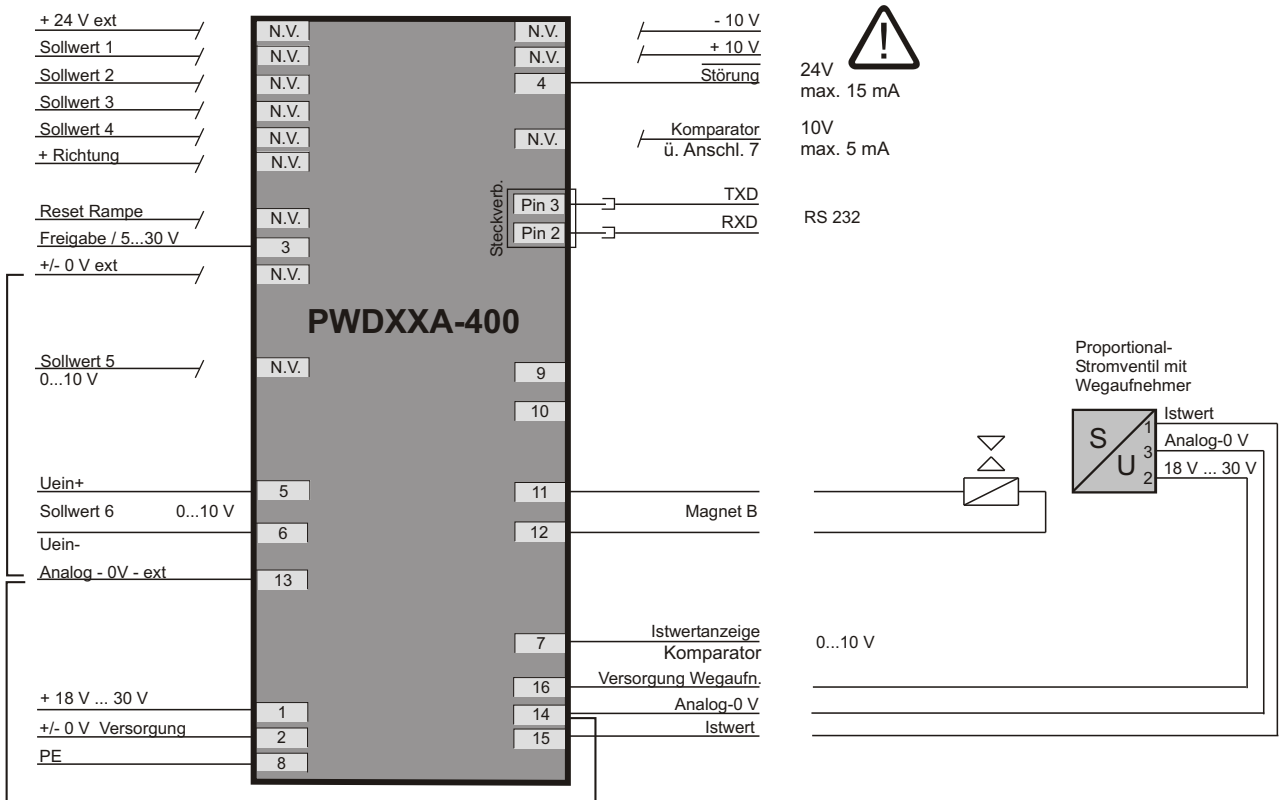 + 24 V ext
N.V.
Sollwert 1
N.V.
Sollwert 2
N.V.
Sollwert 3
N.V.
Sollwert 4
N.V.
+ Richtung
N.V.
Reset Rampe
N.V.
Freigabe / 5...30 V
3
+/- 0 V ext
N.V.
Sollwert 5
0...10 V
N.V.
Uein+
5
Sollwert 6 0...10 V
6
Uein-
Analog - 0V - ext
13
+ 18 V ... 30 V
1
+/- 0 V Versorgung
2
PE
8
PWDXXA-400
N.V.
- 10 V
N.V.
+ 10 V
4
Störung
24V
max. 15 mA
!
N.V.
Komparator
ü. Anschl. 7
10V
max. 5 mA
Steckverb.
Pin 3
TXD
Pin 2
RXD
RS 232
9
10
11
Magnet B
12
7
Istwertanzeige
Komparator
0...10 V
16
Versorgung Wegaufn.
14
Analog-0 V
15
Istwert
Proportional-
Stromventil mit
Wegaufnehmer
S
U
1
Istwert
3
Analog-0 V
2
18 V ... 30 V